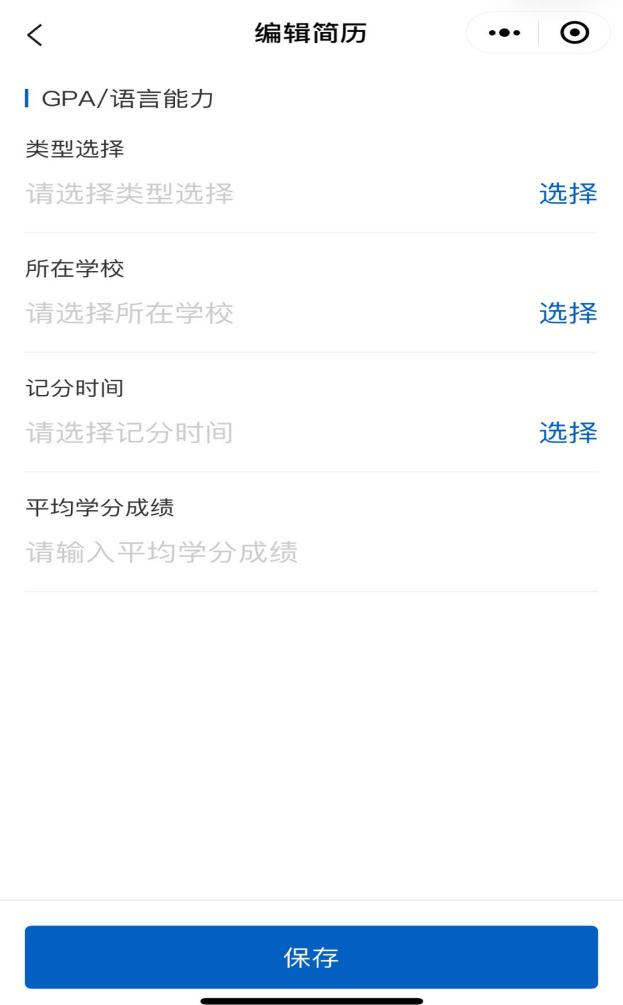 编辑简历
GPA/语言能力
类型选择
请选择类型选择 选择
所在学校
请选择所在学校 选择
记分时间
请选择记分时间 选择
平均学分成绩
请输入平均学分成绩
保存